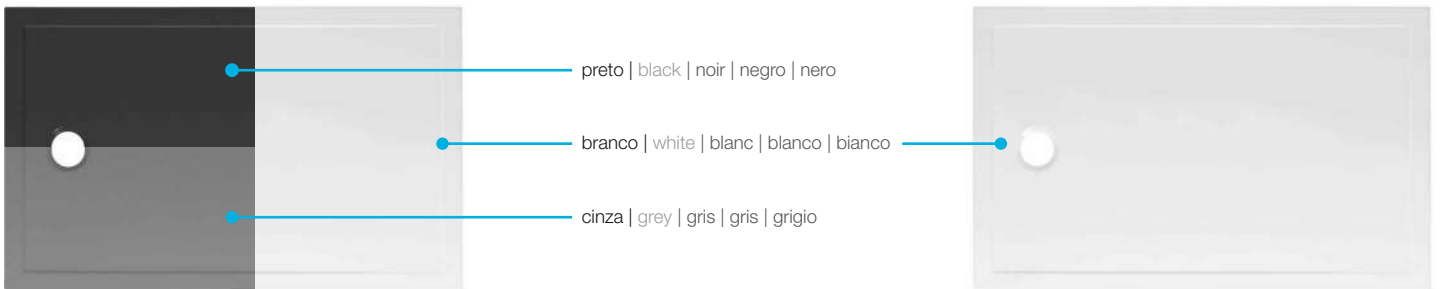 preto | black | noir | negro | nero
branco | white | blanc | blanco | bianco
cinza | grey | gris | gris | grigio